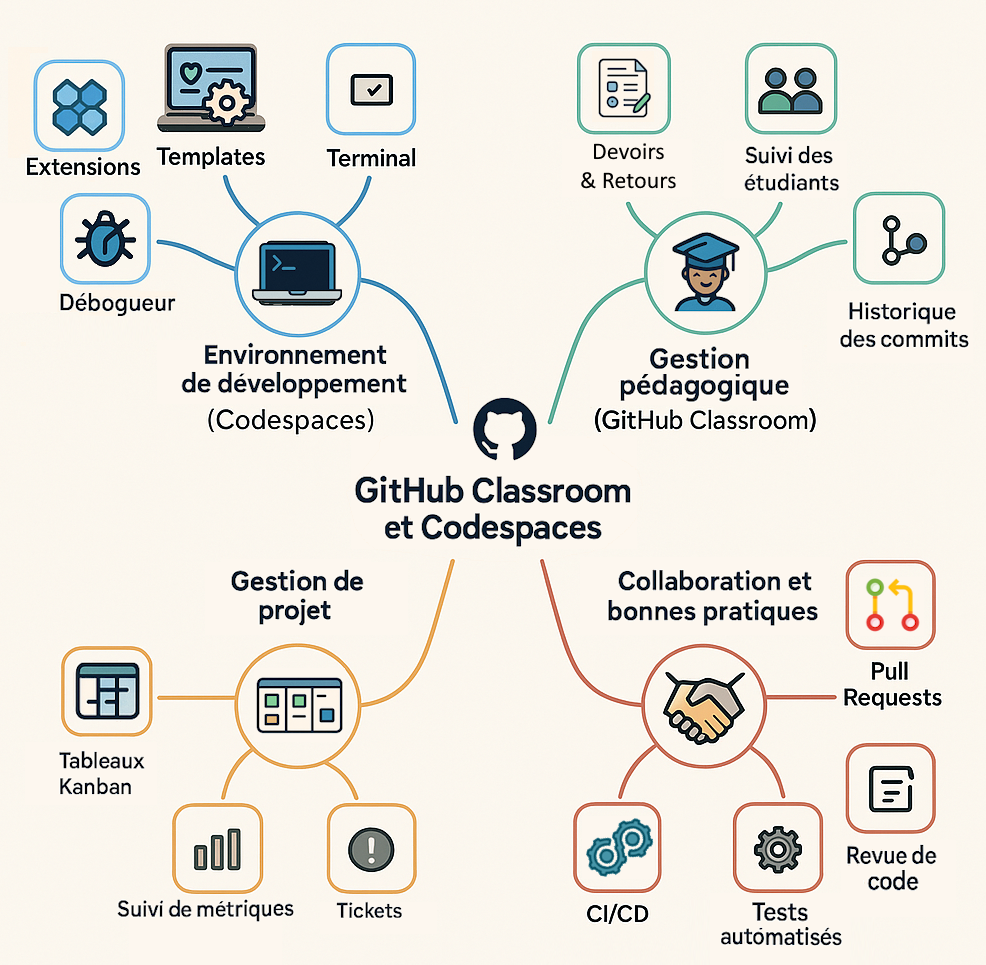 Extensions
Templates
Terminal
Débogueur
Environnement
de développement
(Codespaces)
Devoirs
& Retours
Suivi des
étudiants
Historique
des commits
Gestion
pédagogique
(GitHub Classroom)
GitHub Classroom
et Codespaces
Gestion de
projet
Tableaux
Kanban
Suivi de métriques
Tickets
Collaboration et
bonnes pratiques
Pull
Requests
Revue de
code
CI/CD
Tests
automatisés